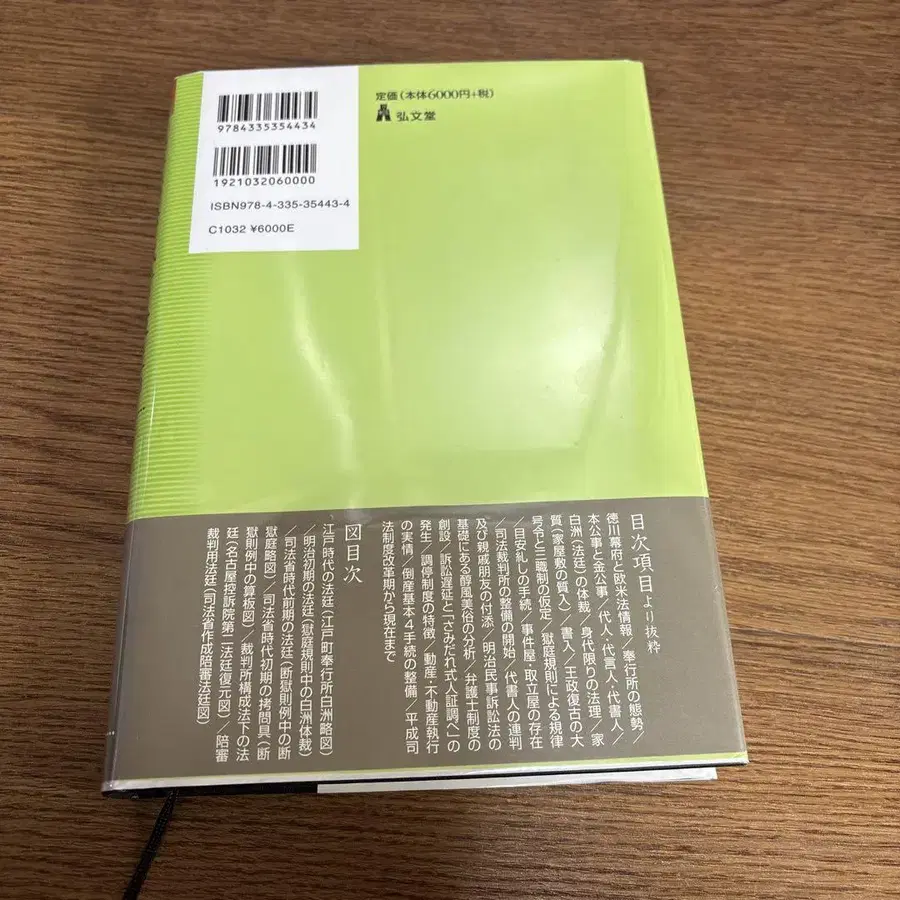 9784335354434
1921032060000
ISBN978-4-335-35443-4
C1032 ¥6000E
定価(本体6000円+税)
弘文堂
目次項目より抜粋
徳川幕府と欧米法情報/奉行所の態勢/
本公事と金公事/代人・代言人・代書人/
白洲(法廷)の体裁/身代限りの法理/家
質(家屋敷の質入)/書入/王政復古の大
号令と三職制の仮定/獄庭規則による規律
/目安糺しの手続/事件屋・取立屋の存在
/司法裁判所の整備の開始/代書人の連判
及び親戚朋友の付添/明治民事訴訟法の
基礎にある醇風美俗の分析/弁護士制度の
創設/訴訟遅延と「さみだれ式人証調べ」の
発生/調停制度の特徴/動産・不動産執行
の実情/倒産基本4手続の整備/平成司
法制度改革期から現在まで
図目次
江戸時代の法廷(江戸町奉行所白洲略図)
/明治初期の法廷(獄庭規則中の白洲体裁)
/司法省時代前期の法廷(断獄則例中の断
獄庭略図)/司法省時代初期の拷問具(断
獄則例中の算板図)/裁判所構成法下の法
廷(名古屋控訴院第二法廷復元図)/陪審
裁判用法廷(司法省作成陪審法廷図)